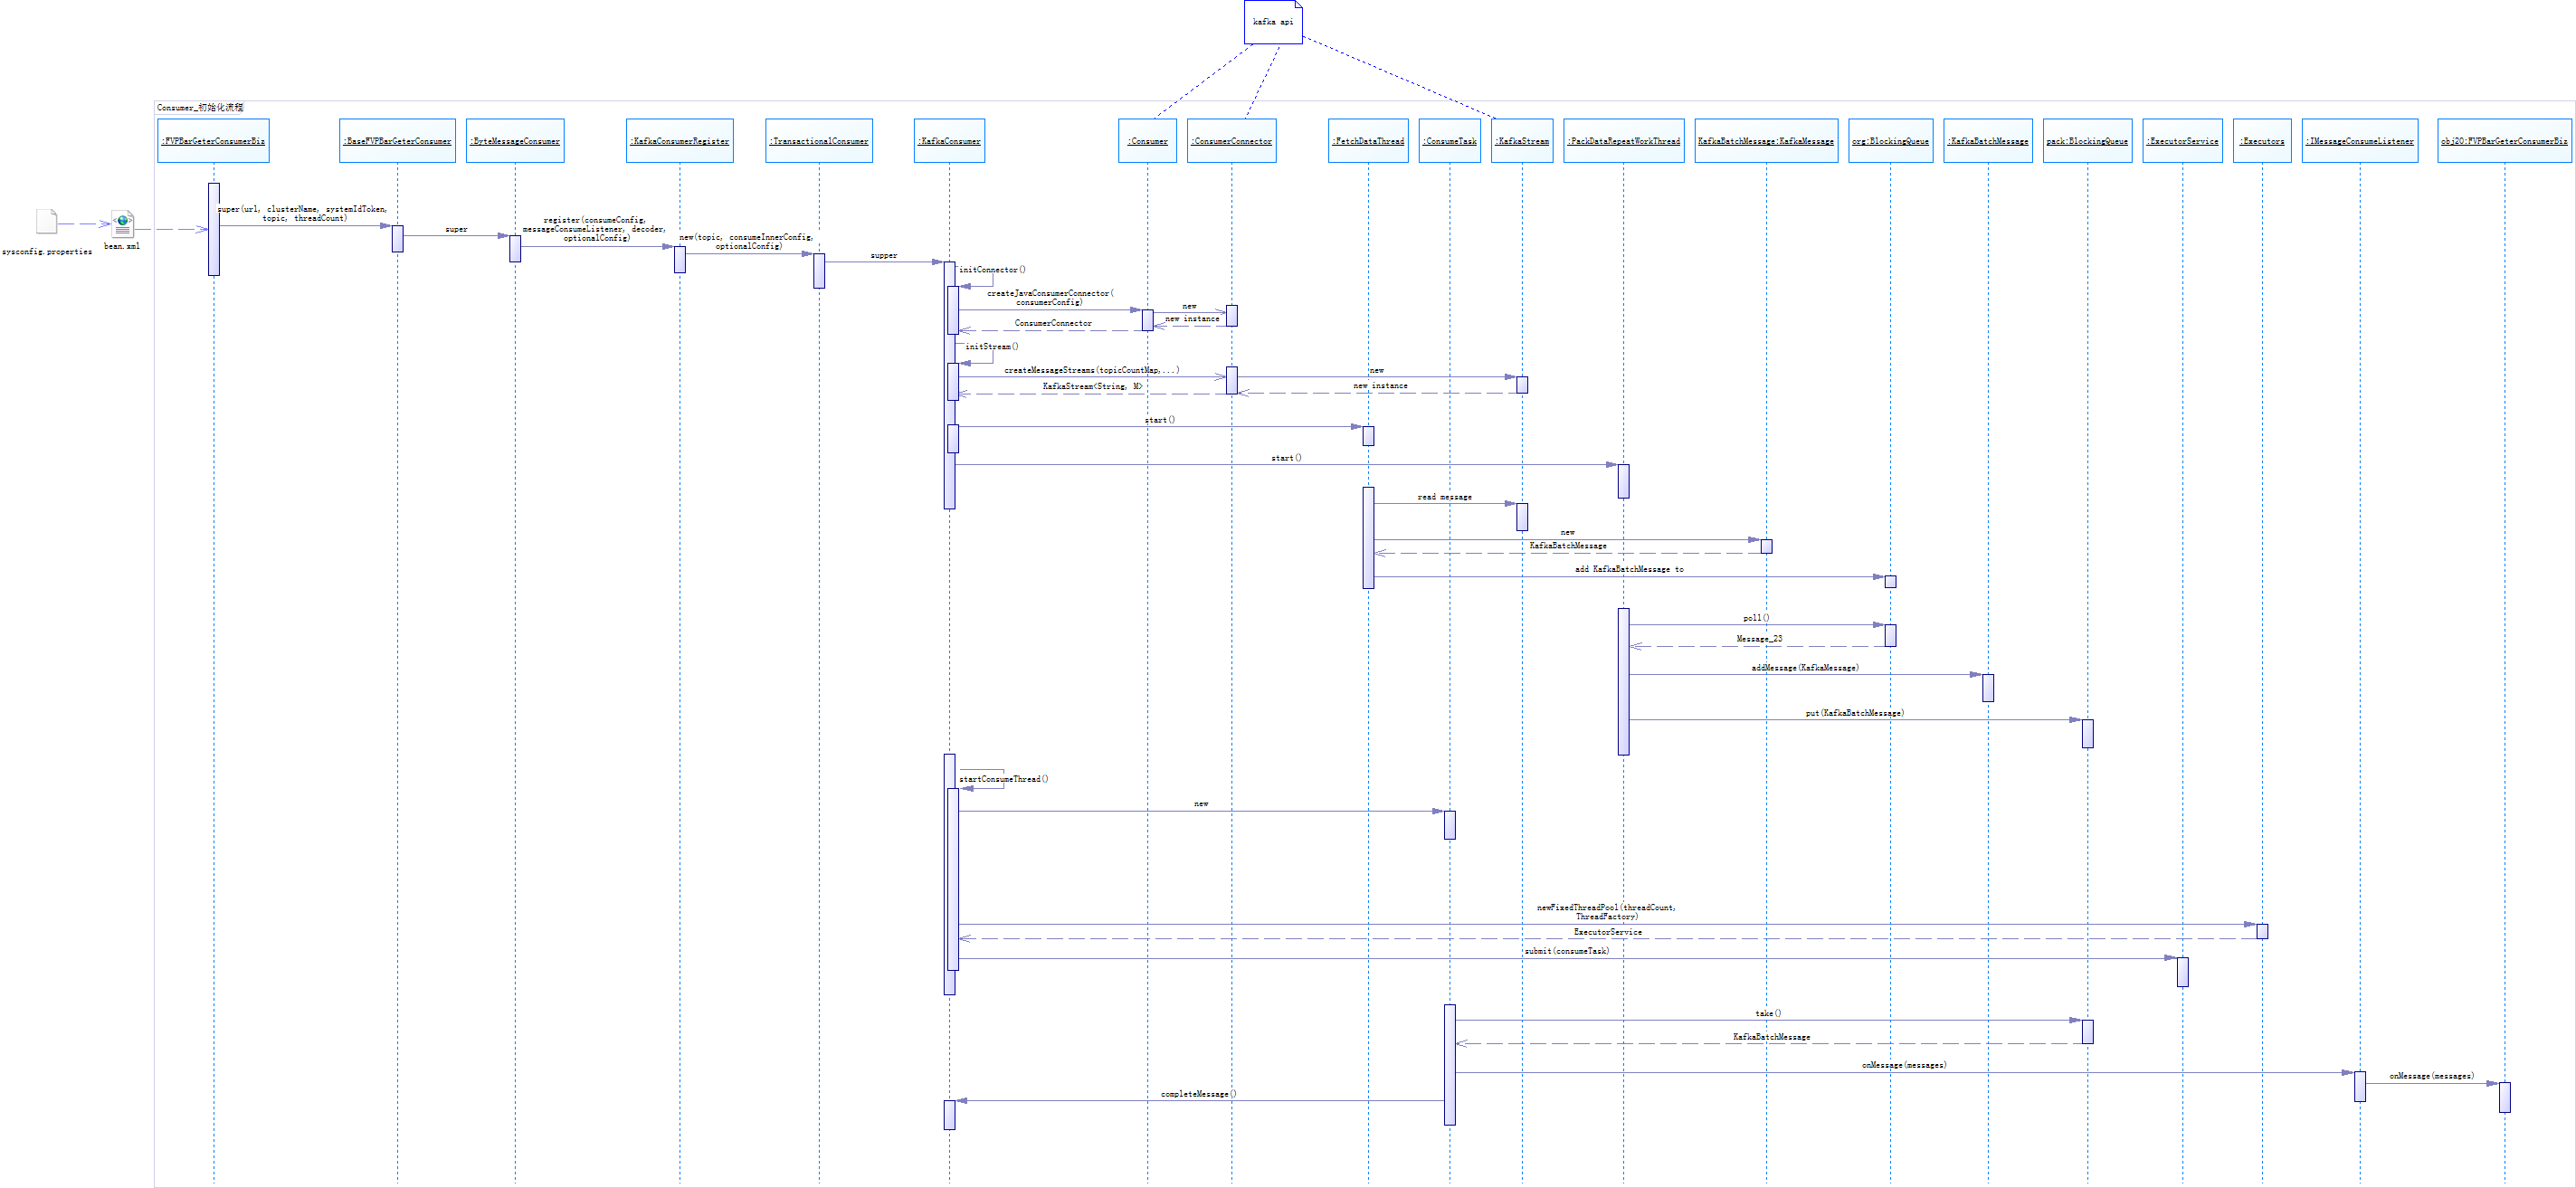 kafka api
Consumer_初始化流程
:FVPBarGeterConsumerBiz
:BaseFVPBarGeterConsumer
:ByteMessageConsumer
:KafkaConsumerRegister
:TransactionalConsumer
:KafkaConsumer
:Consumer
:ConsumerConnector
:FetchDataThread
:ConsumeTask
:KafkaStream
:PackDataRepeatWorkThread
KafkaBatchMessage:KafkaMessage
org:BlockingQueue
:KafkaBatchMessage
pack:BlockingQueue
:ExecutorService
:Executors
:IMessageConsumeListener
obj20:FVPBarGeterConsumerBiz
sysconfig.properties
bean.xml
super(url, clusterName, systemIdToken,
topic, threadCount)
super
register(consumeConfig,
messageConsumeListener, decoder,
optionalConfig)
new(topic, consumeInnerConfig,
optionalConfig)
supper
initConnector()
createJavaConsumerConnector(
consumerConfig)
new
new instance
ConsumerConnector
initStream()
createMessageStreams(topicCountMap,...)
new
KafkaStream<String, M>
new instance
start()
start()
read message
new
KafkaBatchMessage
add KafkaBatchMessage to
poll()
Message_23
addMessage(KafkaMessage)
put(KafkaBatchMessage)
startConsumeThread()
new
newFixedThreadPool(threadCount,
ThreadFactory)
ExecutorService
submit(consumeTask)
take()
KafkaBatchMessage
onMessage(messages)
onMessage(messages)
completeMessage()